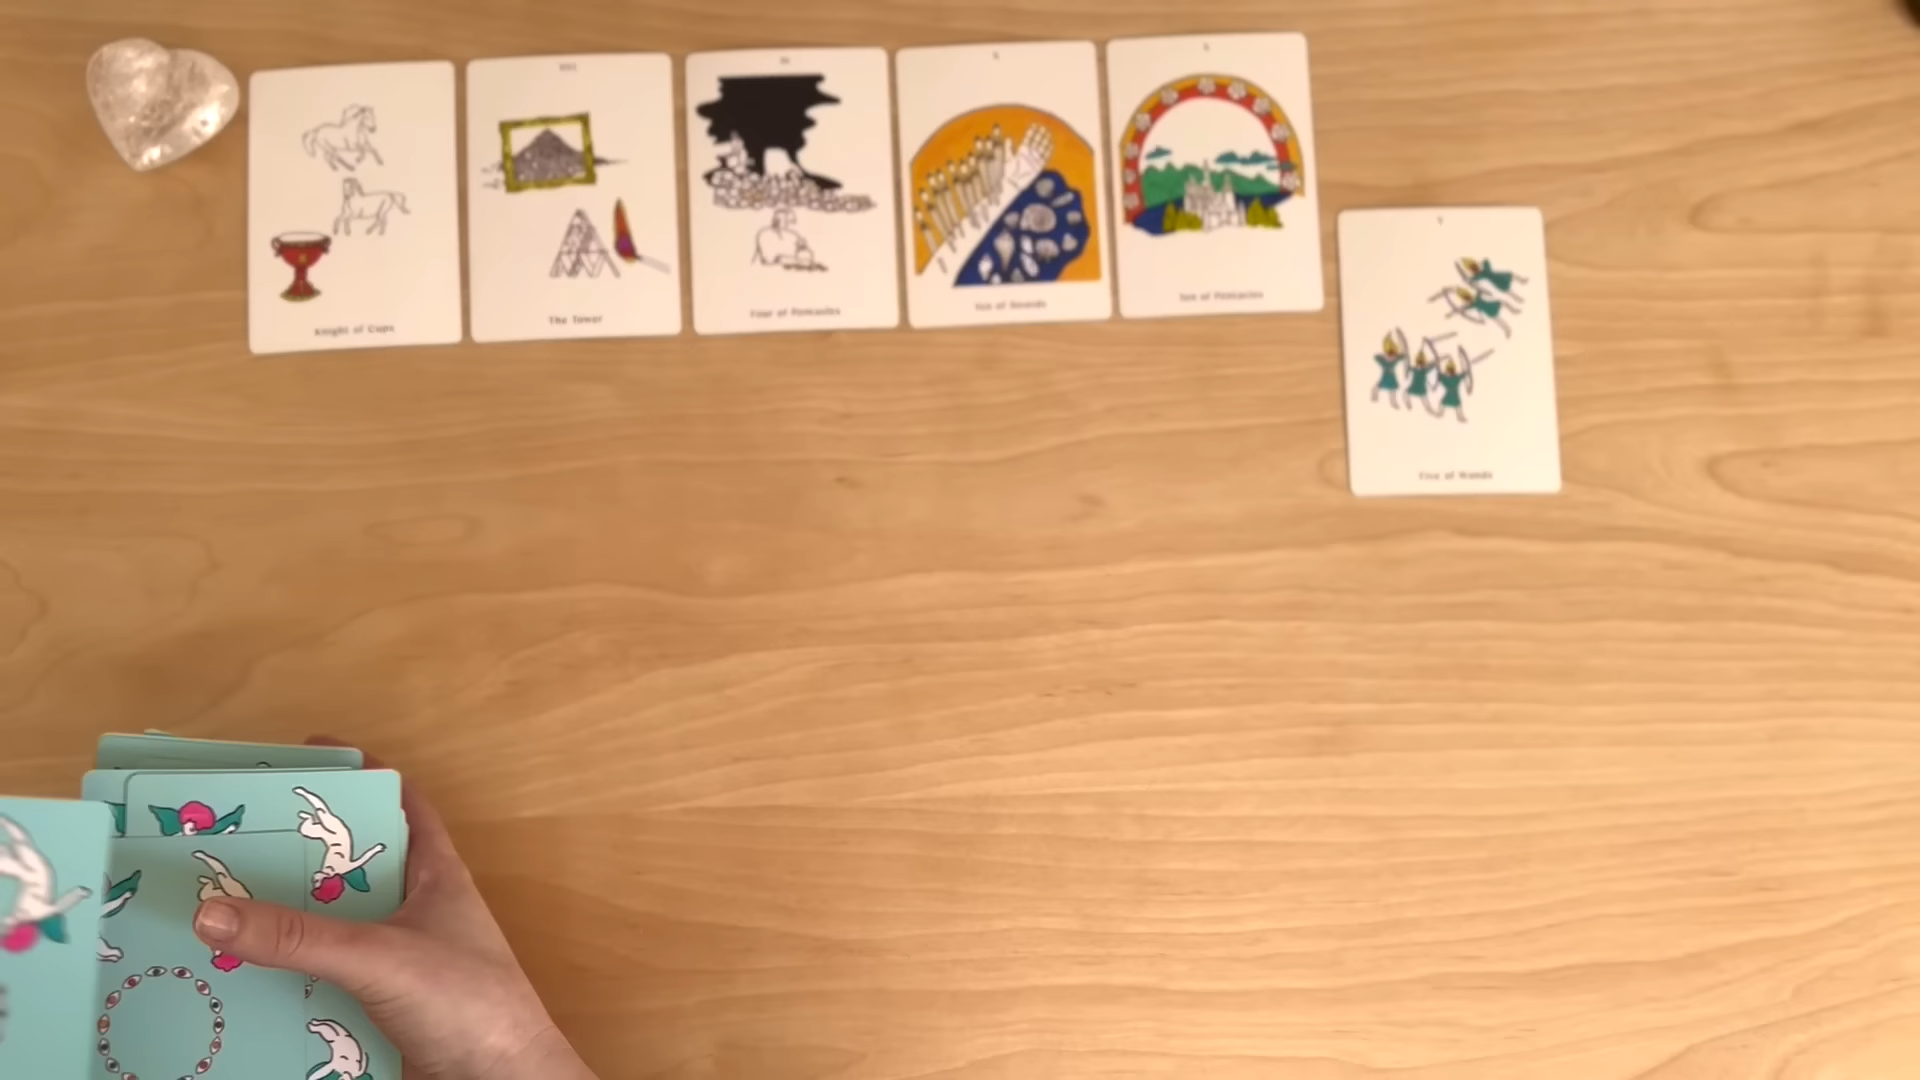 Knight of Cups
The Tower
Four of Pentacles
Ten of Swords
Ten of Pentacles
Five of Wands